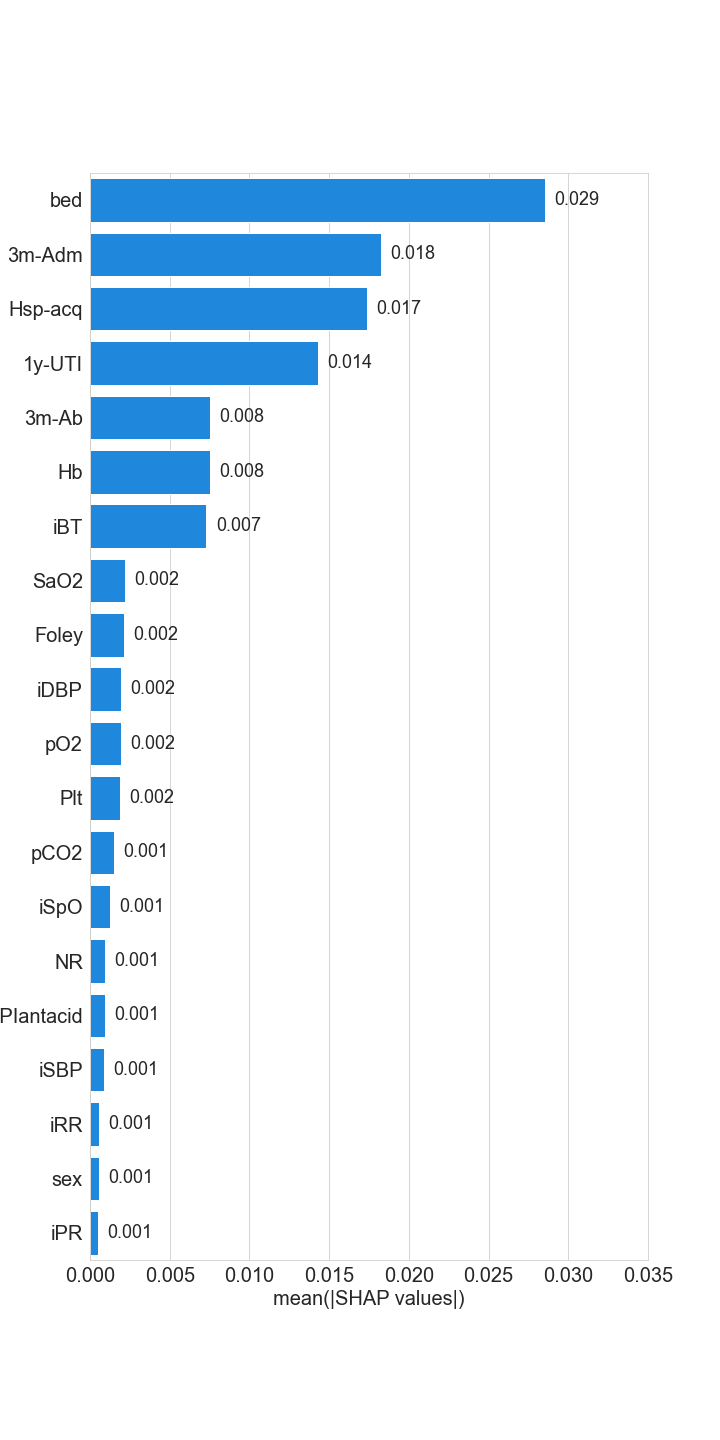 bed 0.029
3m-Adm 0.018
Hsp-acq 0.017
1y-UTI 0.014
3m-Ab 0.008
Hb 0.008
iBT 0.007
SaO2 0.002
Foley 0.002
iDBP 0.002
pO2 0.002
Plt 0.002
pCO2 0.001
iSpO 0.001
NR 0.001
Plantacid 0.001
iSBP 0.001
iRR 0.001
sex 0.001
iPR 0.001
0.000 0.005 0.010 0.015 0.020 0.025 0.030 0.035
mean(|SHAP values|)